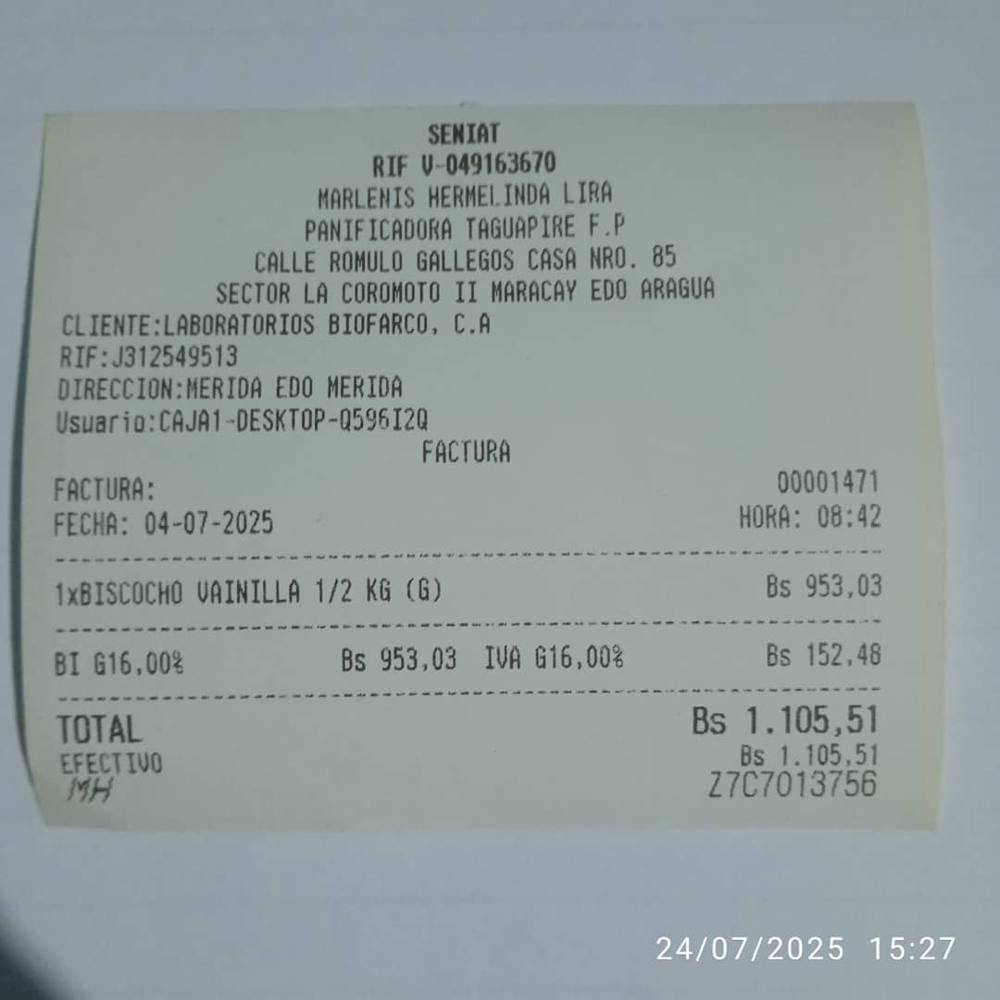 SENIAT
RIF V-049163670
MARLENIS HERMELINDA LIRA
PANIFICADORA TAGUAPIRE F.P
CALLE ROMULO GALLEGOS CASA NRO. 85
SECTOR LA COROMOTO II MARACAY EDO ARAGUA
CLIENTE:LABORATORIOS BIOFARCO, C.A
RIF:J312549513
DIRECCION:MERIDA EDO MERIDA
Usuario:CAJA1-DESKTOP-Q596I2Q
FACTURA
FACTURA: 00001471
FECHA: 04-07-2025 HORA: 08:42
1xBISCOCHO VAINILLA 1/2 KG (G) Bs 953,03
BI G16,00% Bs 953,03 IVA G16,00% Bs 152,48
TOTAL Bs 1.105,51
EFECTIVO Bs 1.105,51
MH Z7C7013756
24/07/2025 15:27